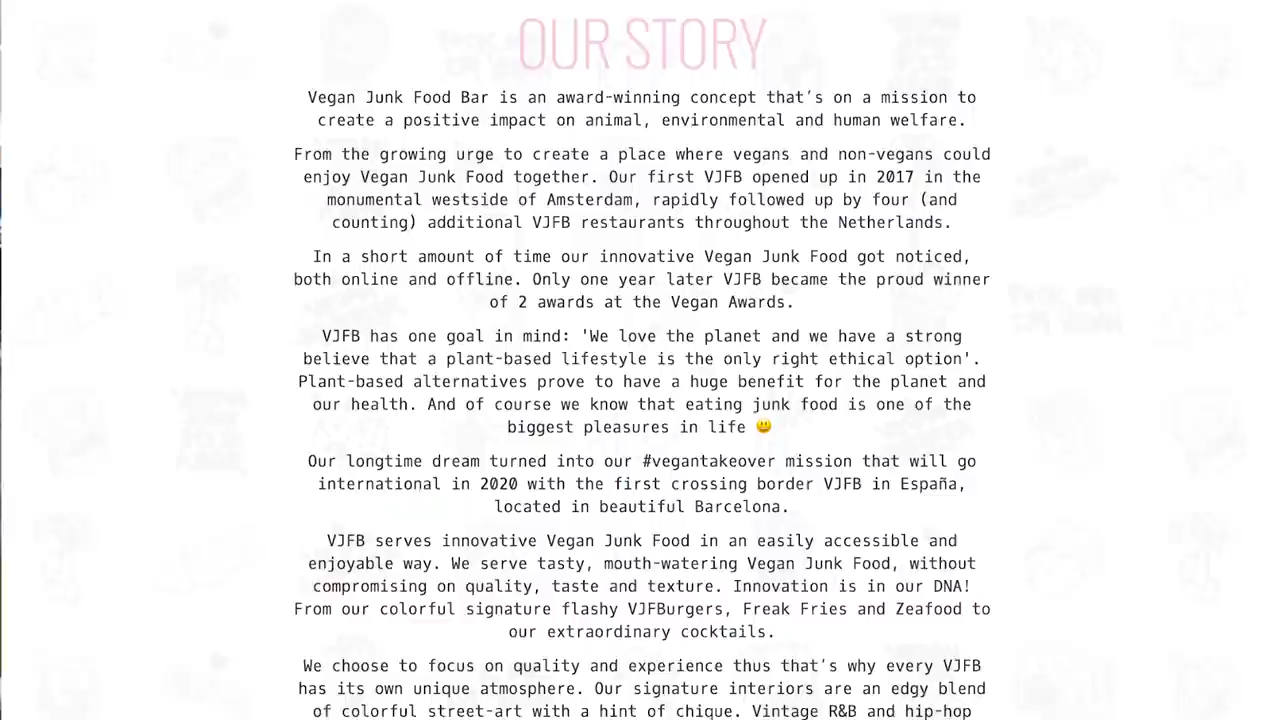 OUR STORY
Vegan Junk Food Bar is an award-winning concept that's on a mission to
create a positive impact on animal, environmental and human welfare.
From the growing urge to create a place where vegans and non-vegans could
enjoy Vegan Junk Food together. Our first VJFB opened up in 2017 in the
monumental westside of Amsterdam, rapidly followed up by four (and
counting) additional VJFB restaurants throughout the Netherlands.
In a short amount of time our innovative Vegan Junk Food got noticed,
both online and offline. Only one year later VJFB became the proud winner
of 2 awards at the Vegan Awards.
VJFB has one goal in mind: 'We love the planet and we have a strong
believe that a plant-based lifestyle is the only right ethical option'.
Plant-based alternatives prove to have a huge benefit for the planet and
our health. And of course we know that eating junk food is one of the
biggest pleasures in life 😃
Our longtime dream turned into our #vegantakeover mission that will go
international in 2020 with the first crossing border VJFB in España,
located in beautiful Barcelona.
VJFB serves innovative Vegan Junk Food in an easily accessible and
enjoyable way. We serve tasty, mouth-watering Vegan Junk Food, without
compromising on quality, taste and texture. Innovation is in our DNA!
From our colorful signature flashy VJFBurgers, Freak Fries and Zeafood to
our extraordinary cocktails.
We choose to focus on quality and experience thus that's why every VJFB
has its own unique atmosphere. Our signature interiors are an edgy blend
of colorful street-art with a hint of chique. Vintage R&B and hip-hop